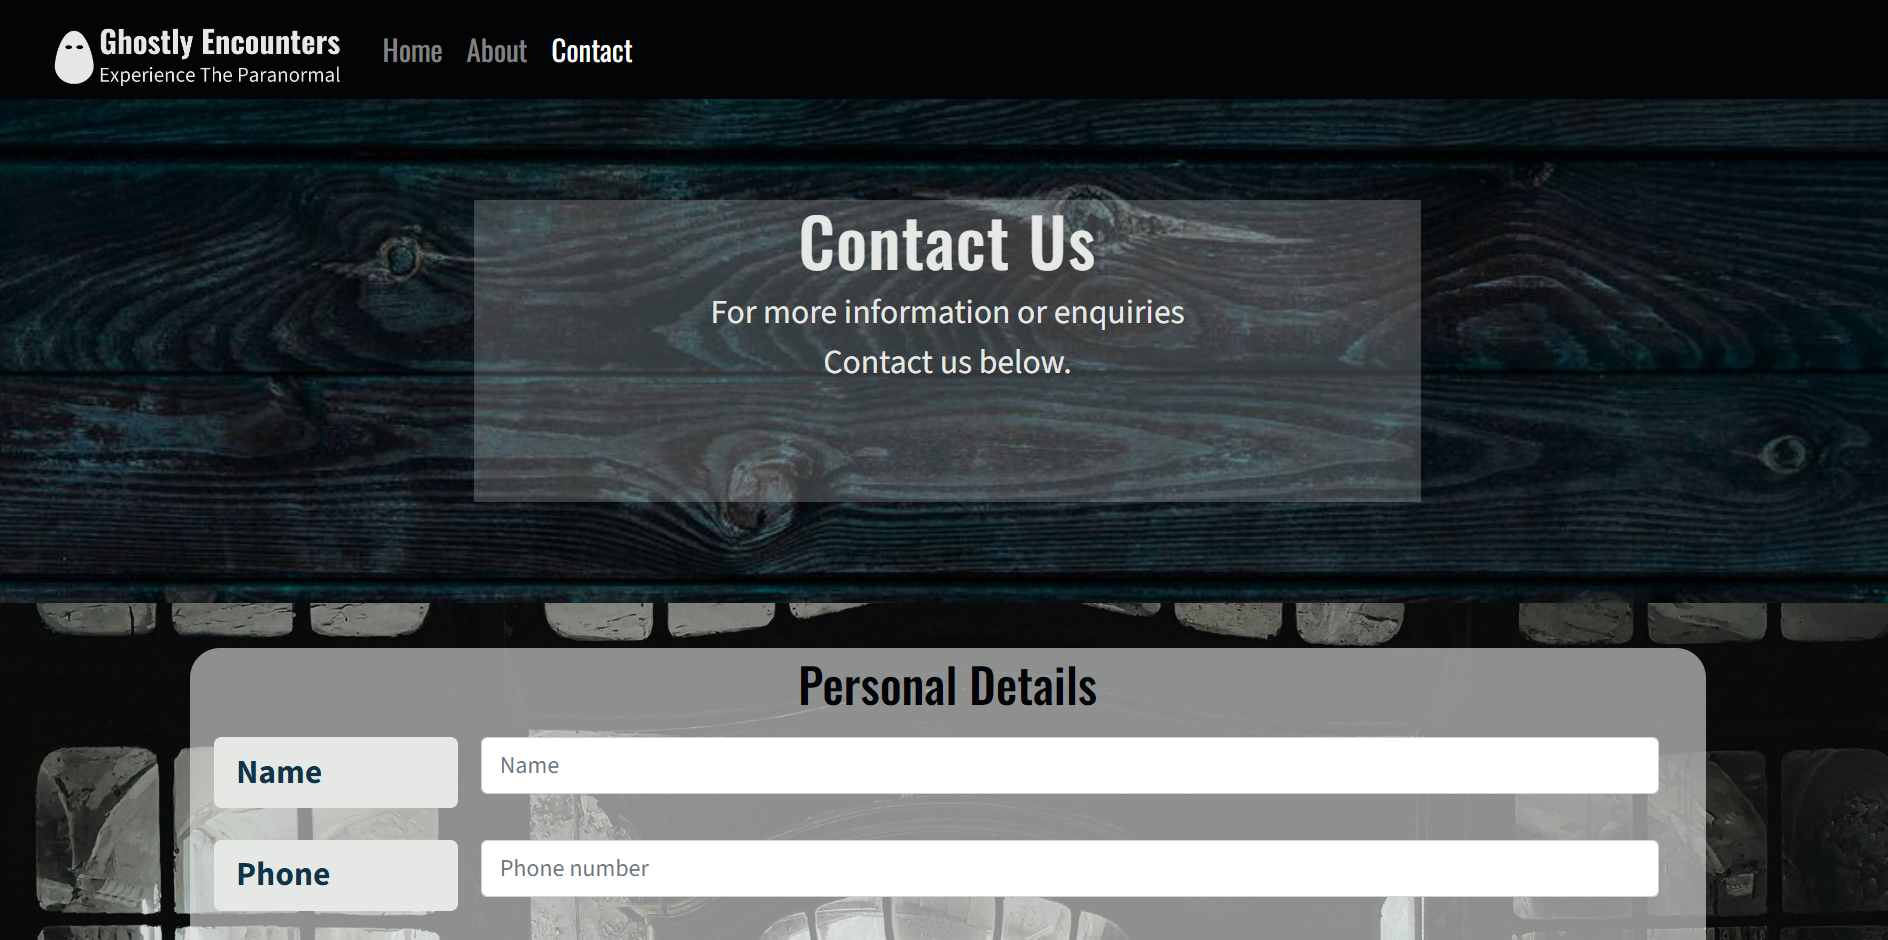 Ghostly Encounters
Experience The Paranormal
Home About Contact
Contact Us
For more information or enquiries
Contact us below.
Personal Details
Name
Name
Phone
Phone number